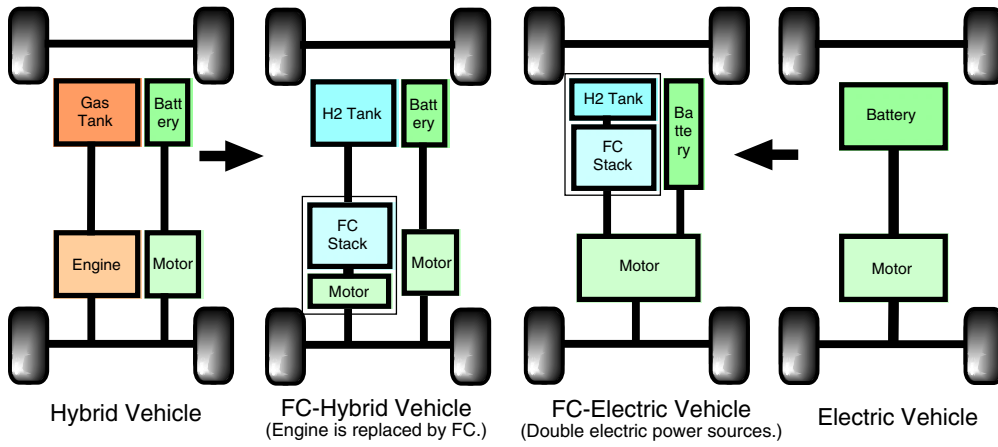 Gas
Tank
Batt
ery
Engine
Motor
Hybrid Vehicle
H2 Tank
Batt
ery
FC
Stack
Motor
Motor
FC-Hybrid Vehicle
(Engine is replaced by FC.)
H2 Tank
FC
Stack
Ba
tte
ry
Motor
FC-Electric Vehicle
(Double electric power sources.)
Battery
Motor
Electric Vehicle